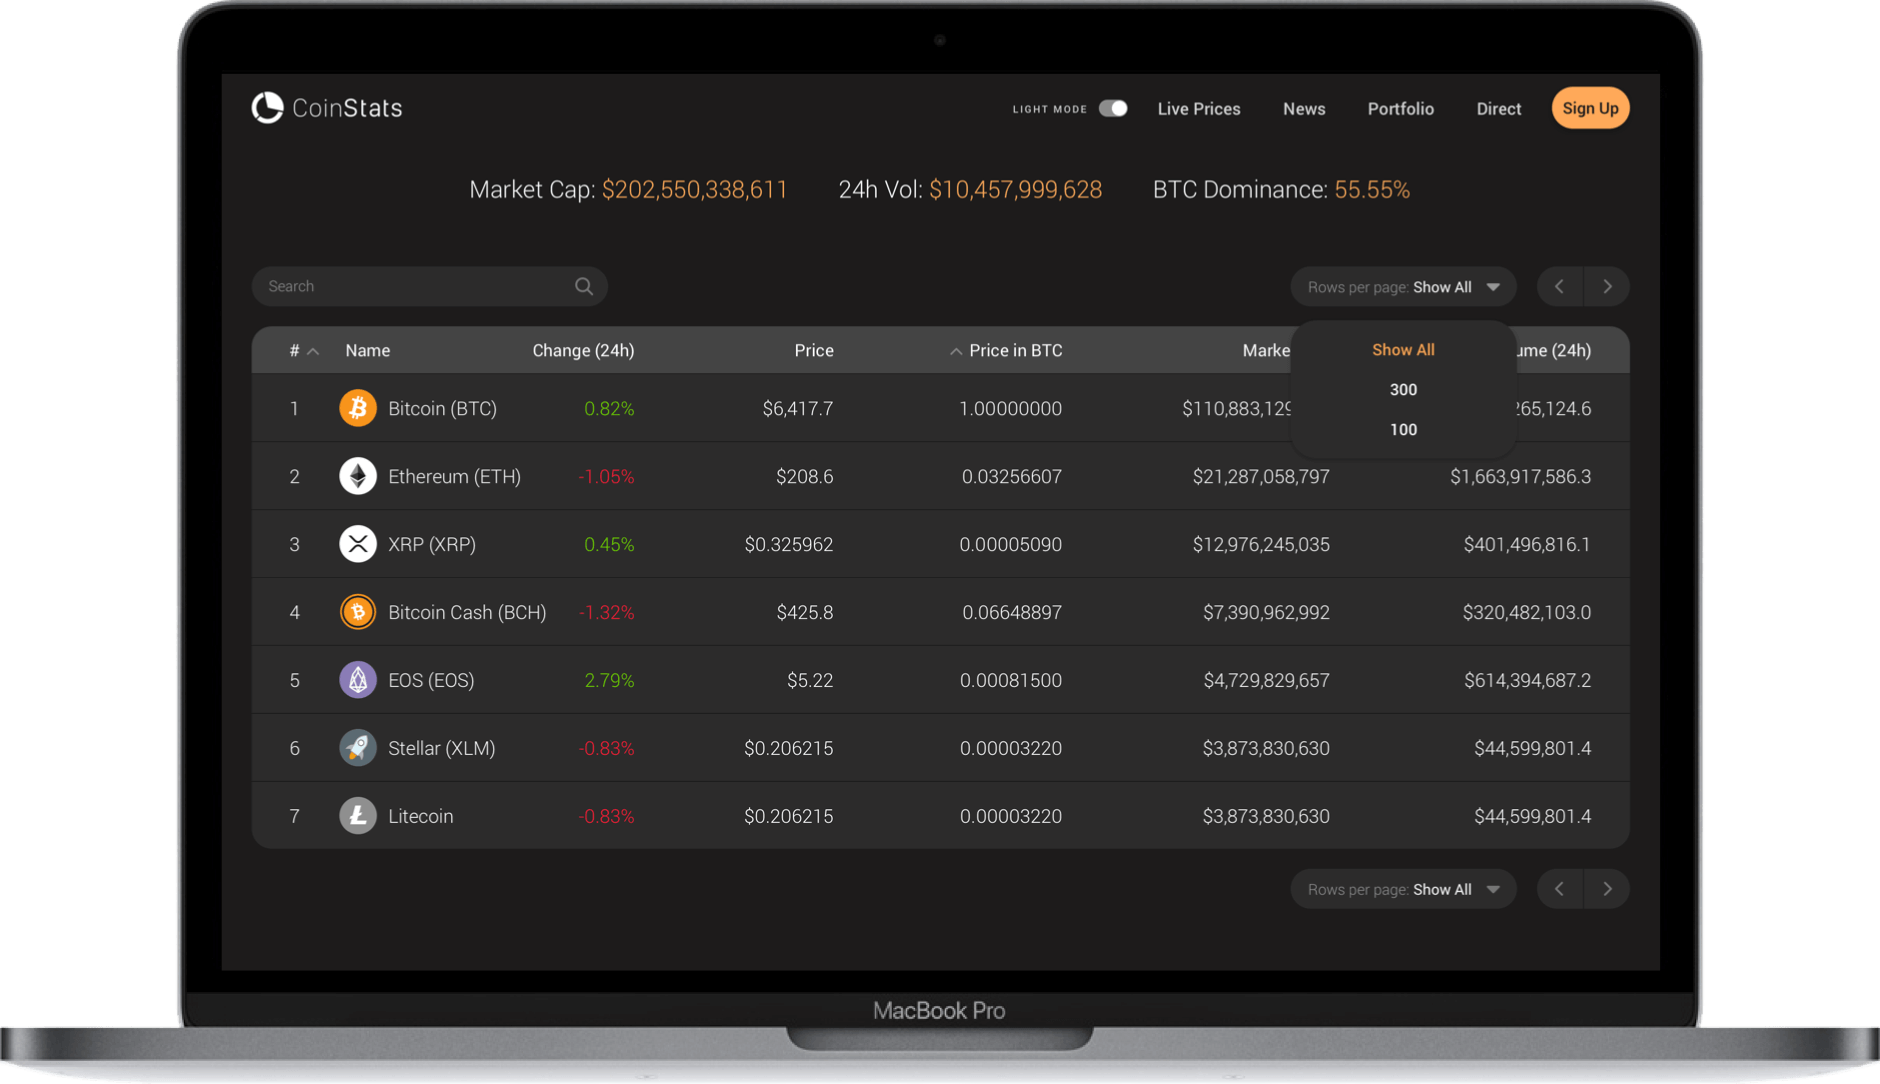 CoinStats
LIGHT MODE Live Prices News Portfolio Direct Sign Up
Market Cap: $202,550,338,611 24h Vol: $10,457,999,628 BTC Dominance: 55.55%
Search Rows per page: Show All
# Name Change (24h) Price Price in BTC (24h)
Show All
300
100
1 Bitcoin (BTC) 0.82% $6,417.7 1.00000000 $110,883,129 265,124.6
2 Ethereum (ETH) -1.05% $208.6 0.03256607 $21,287,058,797 $1,663,917,586.3
3 XRP (XRP) 0.45% $0.325962 0.00005090 $12,976,245,035 $401,496,816.1
4 Bitcoin Cash (BCH) -1.32% $425.8 0.06648897 $7,390,962,992 $320,482,103.0
5 EOS (EOS) 2.79% $5.22 0.00081500 $4,729,829,657 $614,394,687.2
6 Stellar (XLM) -0.83% $0.206215 0.00003220 $3,873,830,630 $44,599,801.4
7 Litecoin -0.83% $0.206215 0.00003220 $3,873,830,630 $44,599,801.4
Rows per page: Show All
MacBook Pro